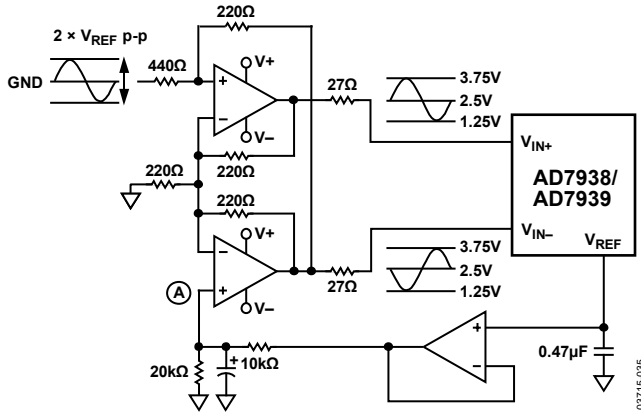 220Ω
2 × VREF p-p
GND
440Ω
V+
+
–
V–
27Ω
3.75V
2.5V
1.25V
220Ω
220Ω
220Ω
VIN+
AD7938/
AD7939
VIN–
VREF
V+
–
+
V–
A
27Ω
3.75V
2.5V
1.25V
+
–
0.47µF
20kΩ
+
10kΩ
03715-035